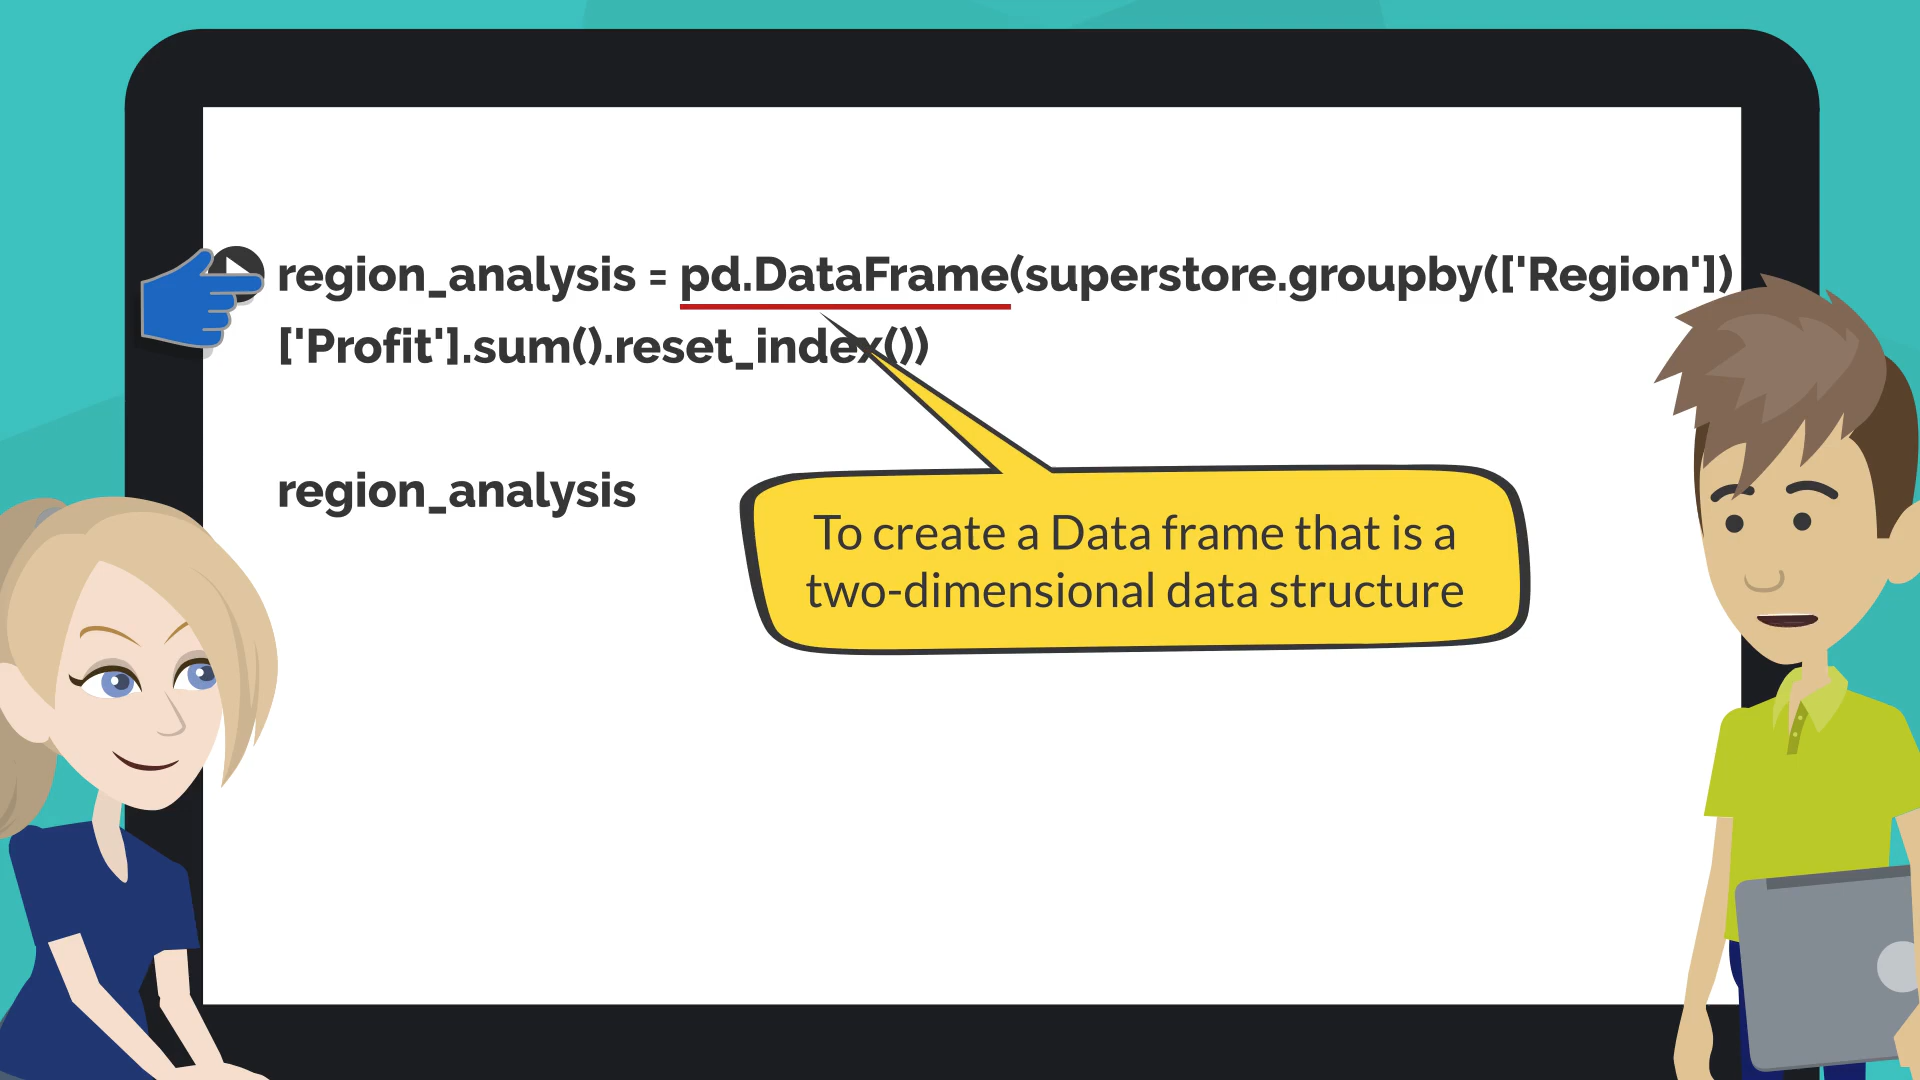 region_analysis = pd.DataFrame(superstore.groupby(['Region'])
['Profit'].sum().reset_index())
region_analysis
To create a Data frame that is a
two-dimensional data structure